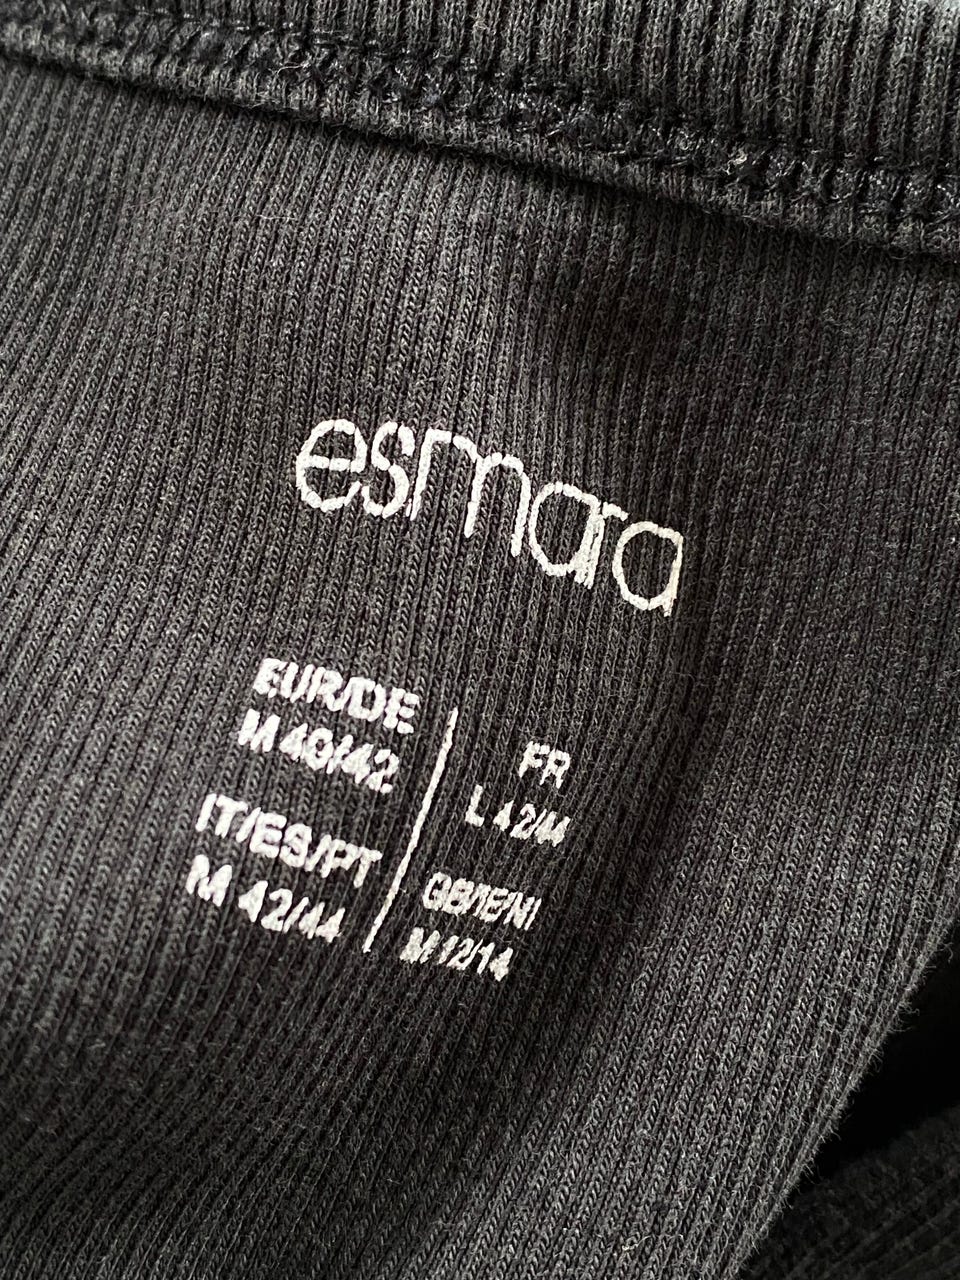 esmara
EUR/DE
M 40/42
IT/ES/PT
M 42/44
FR
L 42/44
GB/IE/NI
M 12/14